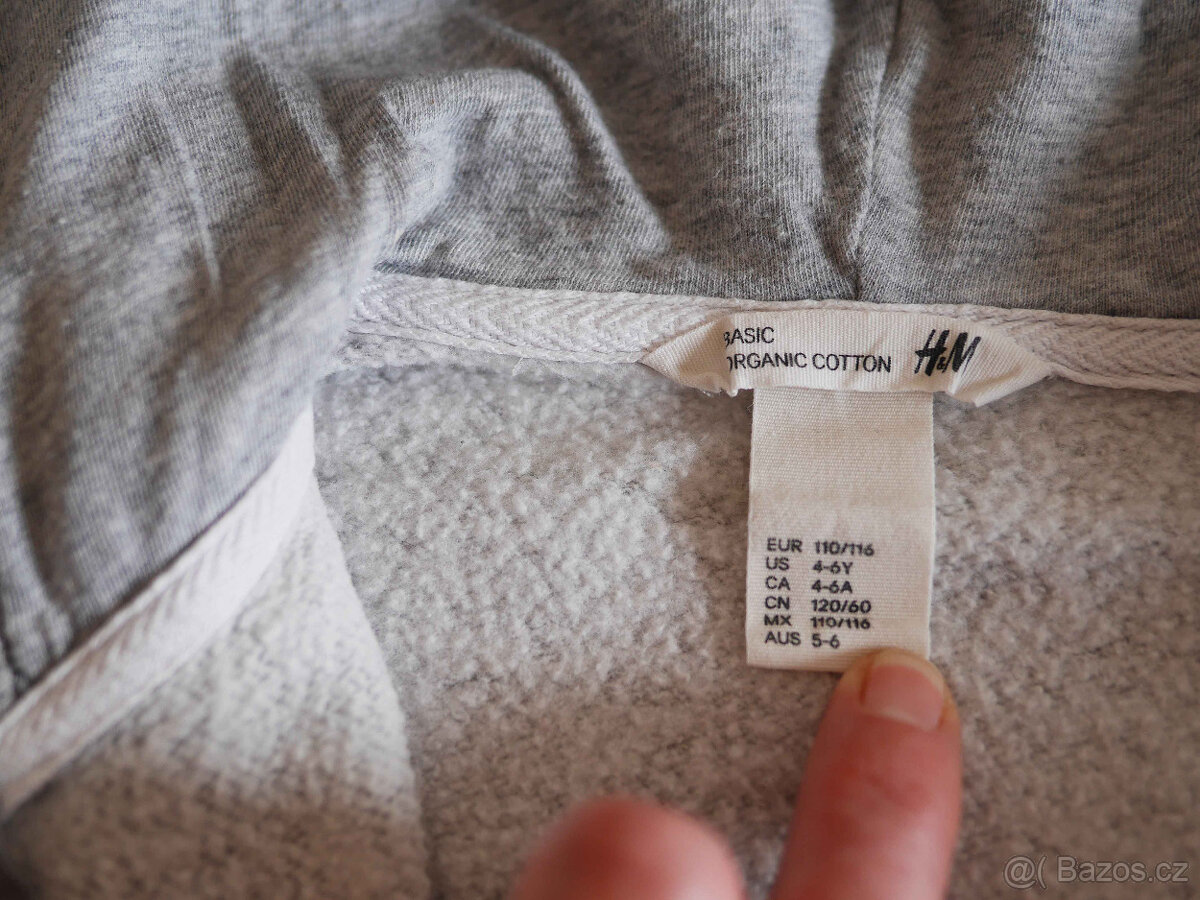 BASIC
ORGANIC COTTON
H&M
EUR 110/116
US 4-6Y
CA 4-6A
CN 120/60
MX 110/116
AUS 5-6
@( Bazos.cz